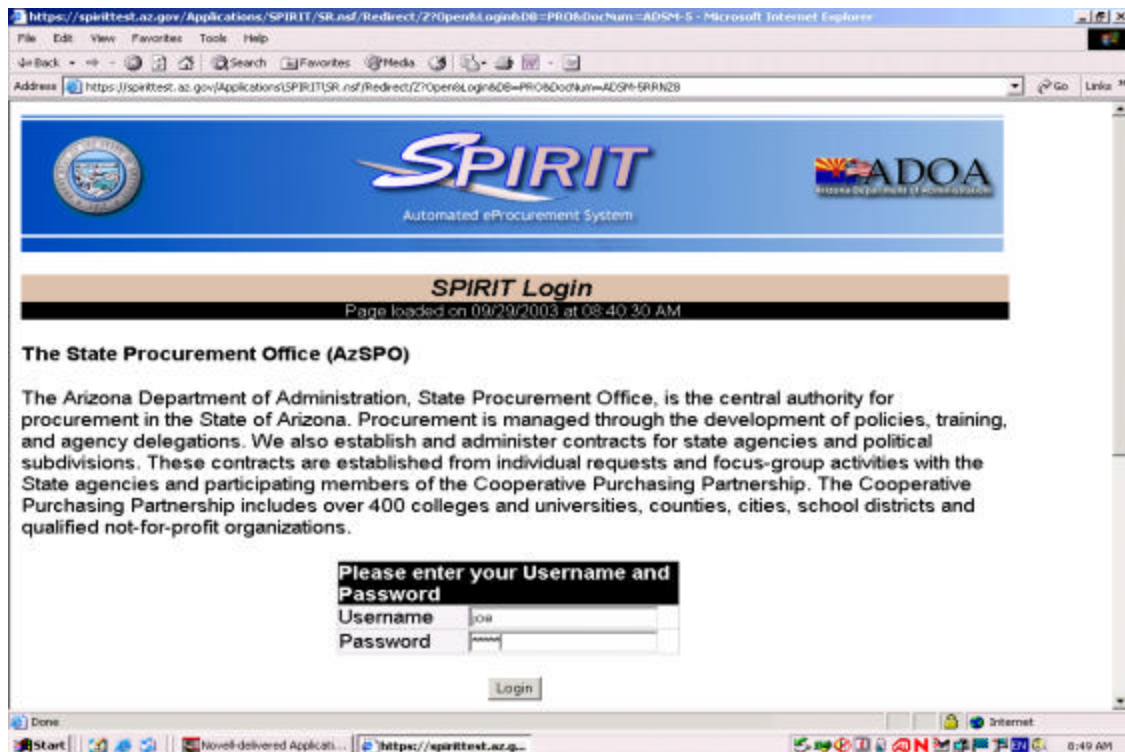 https://spirittest.az.gov/Applications/SPIRIT/SR.nsf/Redirect/Z?Open&Login&DB=PRO&DocNum=ADSM-5 - Microsoft Internet Explorer
File Edit View Favorites Tools Help
Back Search Favorites Media
Address https://spirittest.az.gov/Applications\SPIRIT\SR.nsf/Redirect/Z?Open&Login&DB=PRO&DocNum=ADSM-5RRNZ8 Go Links »
SPIRIT
Automated eProcurement System
ADOA
Arizona Department of Administration
SPIRIT Login
Page loaded on 09/29/2003 at 08:40:30 AM
The State Procurement Office (AzSPO)
The Arizona Department of Administration, State Procurement Office, is the central authority for
procurement in the State of Arizona. Procurement is managed through the development of policies, training,
and agency delegations. We also establish and administer contracts for state agencies and political
subdivisions. These contracts are established from individual requests and focus-group activities with the
State agencies and participating members of the Cooperative Purchasing Partnership. The Cooperative
Purchasing Partnership includes over 400 colleges and universities, counties, cities, school districts and
qualified not-for-profit organizations.
Please enter your Username and
Password
Username joe
Password *****
Login
Done Internet
Start Novell-delivered Applicati... https://spirittest.az.g... 8:49 AM